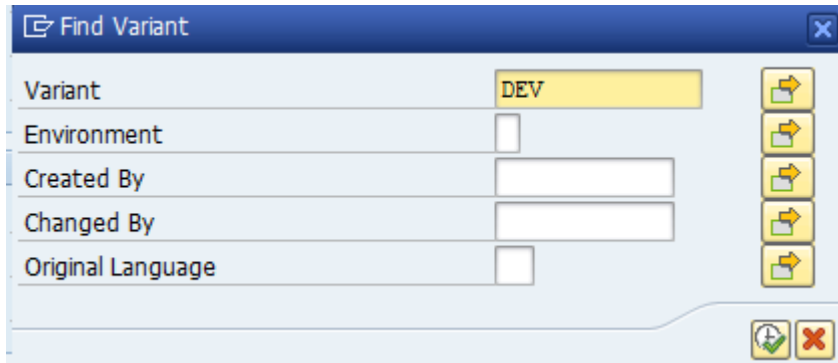 Find Variant
Variant DEV
Environment
Created By
Changed By
Original Language